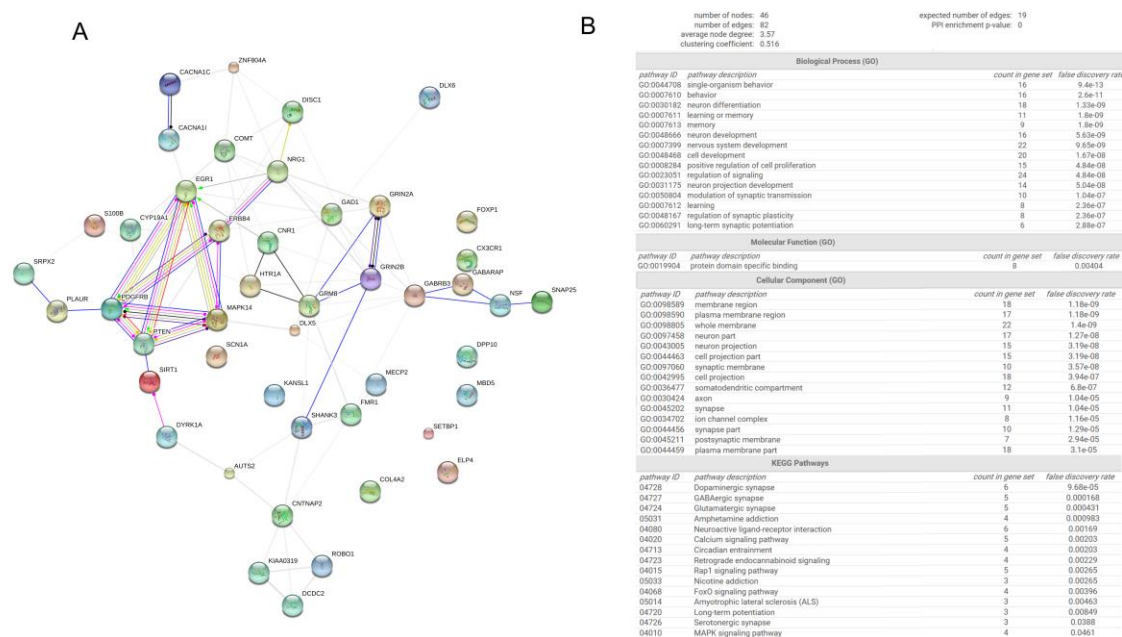 A
B
ZNF804A
CACNA1C
DISC1
DLX6
CACNA1I
COMT
NRG1
EGR1
GRIN2A
GAD1
FOXP1
S100B
CYP19A1
ERBB4
CNR1
CX3CR1
SRPX2
HTR1A
GRIN2B
GABARAP
GABRB3
SNAP25
PLAUR
PDGFRB
GRM8
NSF
MAPK14
DLX5
PTEN
SCN1A
DPP10
SIRT1
MECP2
KANSL1
MBD5
FMR1
SHANK3
DYRK1A
SETBP1
AUTS2
ELP4
COL4A2
CNTNAP2
KIAA0319
ROBO1
DCDC2
number of nodes: 46 expected number of edges: 19
number of edges: 82 PPI enrichment p-value: 0
average node degree: 3.57
clustering coefficient: 0.516
Biological Process (GO)
pathway ID pathway description count in gene set false discovery rate
GO:0044708 single-organism behavior 16 9.4e-13
GO:0007610 behavior 16 2.6e-11
GO:0030182 neuron differentiation 18 1.33e-09
GO:0007611 learning or memory 11 1.8e-09
GO:0007613 memory 9 1.8e-09
GO:0048666 neuron development 16 5.63e-09
GO:0007399 nervous system development 22 9.65e-09
GO:0048468 cell development 20 1.67e-08
GO:0008284 positive regulation of cell proliferation 15 4.84e-08
GO:0023051 regulation of signaling 24 4.84e-08
GO:0031175 neuron projection development 14 5.04e-08
GO:0050804 modulation of synaptic transmission 10 1.04e-07
GO:0007612 learning 8 2.36e-07
GO:0048167 regulation of synaptic plasticity 8 2.36e-07
GO:0060291 long-term synaptic potentiation 6 2.88e-07
Molecular Function (GO)
pathway ID pathway description count in gene set false discovery rate
GO:0019904 protein domain specific binding 8 0.00404
Cellular Component (GO)
pathway ID pathway description count in gene set false discovery rate
GO:0098589 membrane region 18 1.18e-09
GO:0098590 plasma membrane region 17 1.18e-09
GO:0098805 whole membrane 22 1.4e-09
GO:0097458 neuron part 17 1.27e-08
GO:0043005 neuron projection 15 3.19e-08
GO:0044463 cell projection part 15 3.19e-08
GO:0097060 synaptic membrane 10 3.57e-08
GO:0042995 cell projection 18 3.94e-07
GO:0036477 somatodendritic compartment 12 6.8e-07
GO:0030424 axon 9 1.04e-05
GO:0045202 synapse 11 1.04e-05
GO:0034702 ion channel complex 8 1.16e-05
GO:0044456 synapse part 10 1.29e-05
GO:0045211 postsynaptic membrane 7 2.94e-05
GO:0044459 plasma membrane part 18 3.1e-05
KEGG Pathways
pathway ID pathway description count in gene set false discovery rate
04728 Dopaminergic synapse 6 9.68e-05
04727 GABAergic synapse 5 0.000168
04724 Glutamatergic synapse 5 0.000431
05031 Amphetamine addiction 4 0.000983
04080 Neuroactive ligand-receptor interaction 6 0.00169
04020 Calcium signaling pathway 5 0.00203
04713 Circadian entrainment 4 0.00203
04723 Retrograde endocannabinoid signaling 4 0.00229
04015 Rap1 signaling pathway 5 0.00265
05033 Nicotine addiction 3 0.00265
04068 FoxO signaling pathway 4 0.00396
05014 Amyotrophic lateral sclerosis (ALS) 3 0.00463
04720 Long-term potentiation 3 0.00849
04726 Serotonergic synapse 3 0.0388
04010 MAPK signaling pathway 4 0.0461